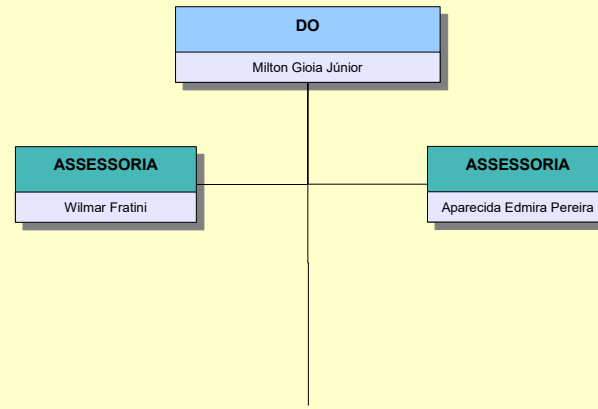 DO
Milton Gioia Júnior
ASSESSORIA
Wilmar Fratini
ASSESSORIA
Aparecida Edmira Pereira